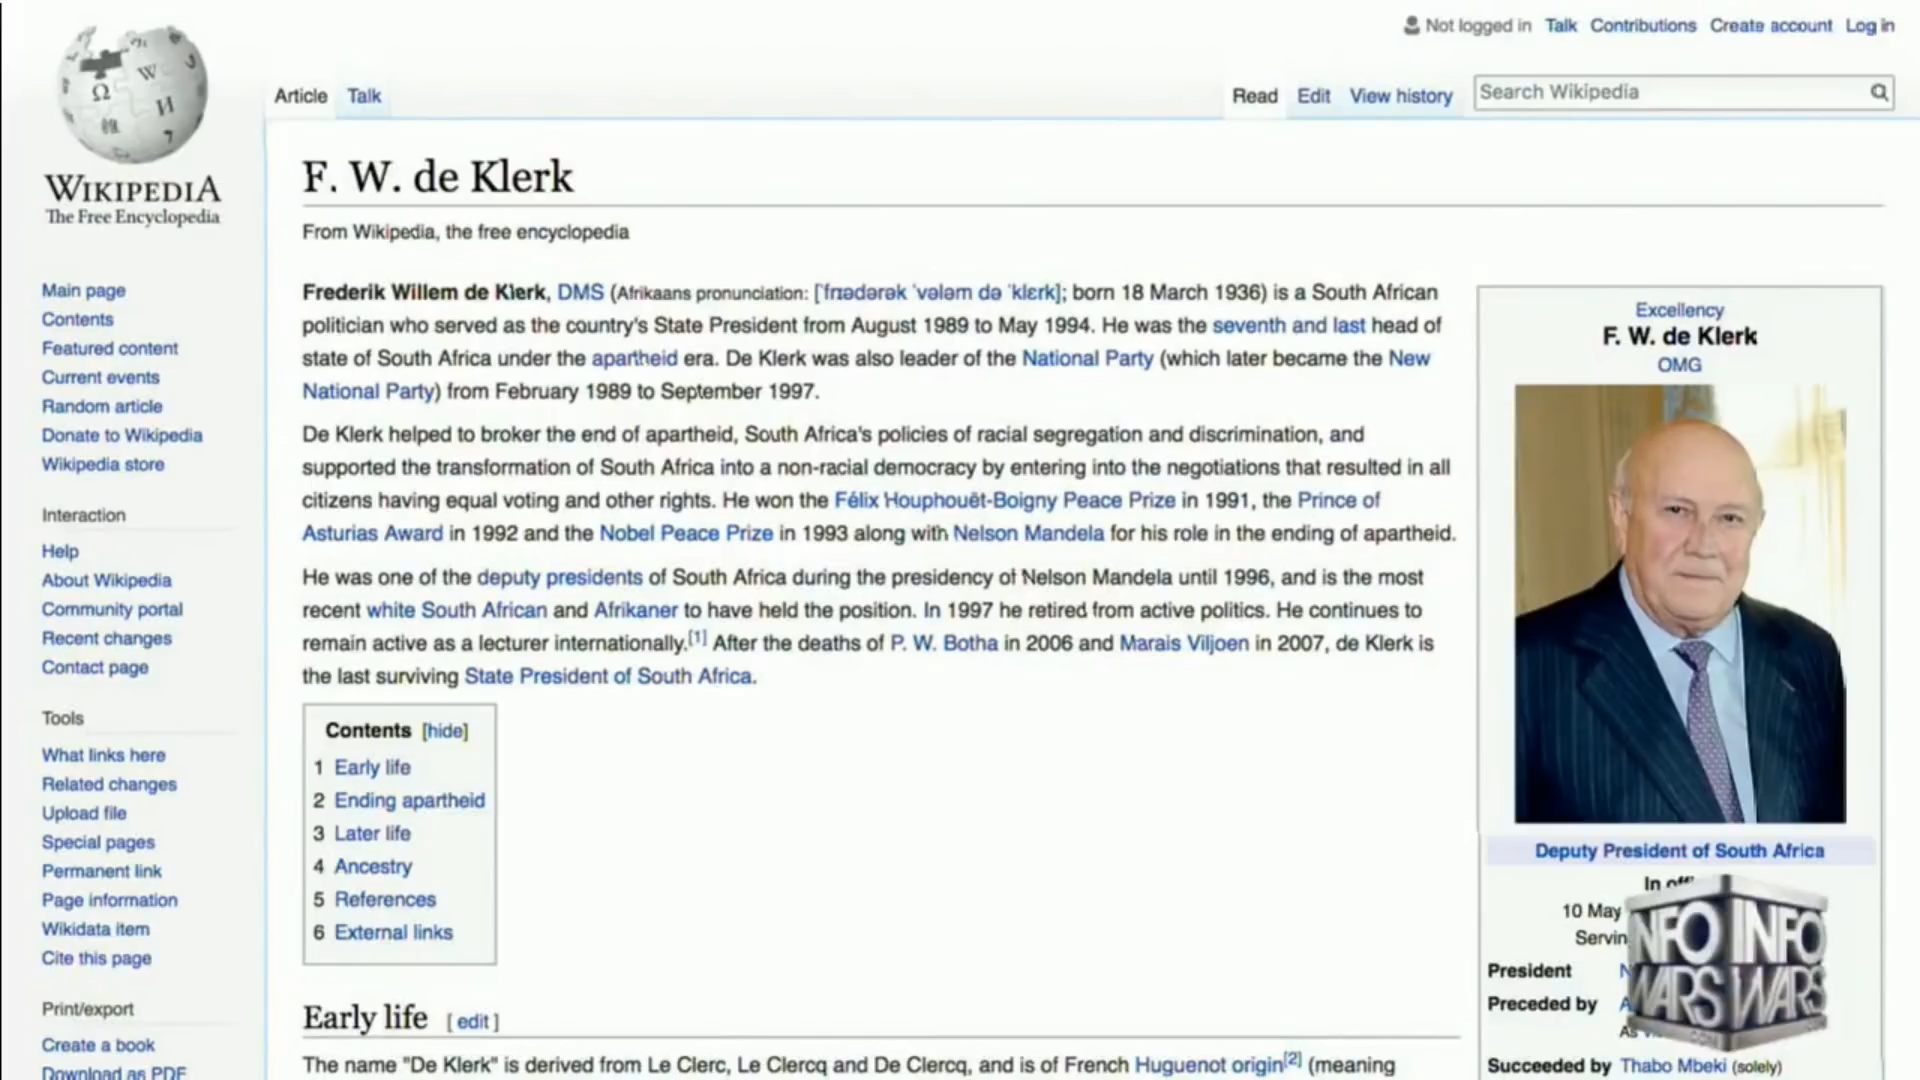 Not logged in Talk Contributions Create account Log in
Article Talk
Read Edit View history
Search Wikipedia
WIKIPEDIA
The Free Encyclopedia
Main page
Contents
Featured content
Current events
Random article
Donate to Wikipedia
Wikipedia store
Interaction
Help
About Wikipedia
Community portal
Recent changes
Contact page
Tools
What links here
Related changes
Upload file
Special pages
Permanent link
Page information
Wikidata item
Cite this page
Print/export
Create a book
Download as PDF
F. W. de Klerk
From Wikipedia, the free encyclopedia
Frederik Willem de Klerk, DMS (Afrikaans pronunciation: [ˈfrɪədərək ˈvələm də ˈklɛrk]; born 18 March 1936) is a South African
politician who served as the country's State President from August 1989 to May 1994. He was the seventh and last head of
state of South Africa under the apartheid era. De Klerk was also leader of the National Party (which later became the New
National Party) from February 1989 to September 1997.
De Klerk helped to broker the end of apartheid, South Africa's policies of racial segregation and discrimination, and
supported the transformation of South Africa into a non-racial democracy by entering into the negotiations that resulted in all
citizens having equal voting and other rights. He won the Félix Houphouët-Boigny Peace Prize in 1991, the Prince of
Asturias Award in 1992 and the Nobel Peace Prize in 1993 along with Nelson Mandela for his role in the ending of apartheid.
He was one of the deputy presidents of South Africa during the presidency of Nelson Mandela until 1996, and is the most
recent white South African and Afrikaner to have held the position. In 1997 he retired from active politics. He continues to
remain active as a lecturer internationally.[1] After the deaths of P. W. Botha in 2006 and Marais Viljoen in 2007, de Klerk is
the last surviving State President of South Africa.
Contents [hide]
1 Early life
2 Ending apartheid
3 Later life
4 Ancestry
5 References
6 External links
Early life [ edit ]
The name "De Klerk" is derived from Le Clerc, Le Clercq and De Clercq, and is of French Huguenot origin[2] (meaning
Excellency
F. W. de Klerk
OMG
Deputy President of South Africa
In
10 May
President
Preceded by
Succeeded by Thabo Mbeki (solely)
INFO INFO
WARS WARS
.COM